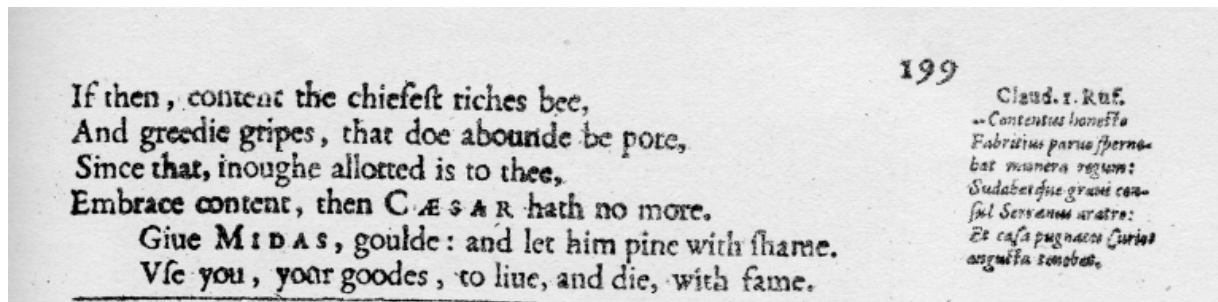 199
If then, content the chiefeſt riches bee,
And greedie gripes, that doe abounde be pore,
Since that, inoughe allotted is to thee,
Embrace content, then CÆSAR hath no more.
Giue MIDAS, goulde: and let him pine with ſhame.
Vſe you, your goodes, to liue, and die, with fame.
Claud. 1. Ruf.
-- Contentus honeſto
Fabritius paruo ſperne-
bat munera regum:
Sudabatque graui con-
ſul Serranus aratro:
Et caſa pugnaces Curios
anguſta tenebat.